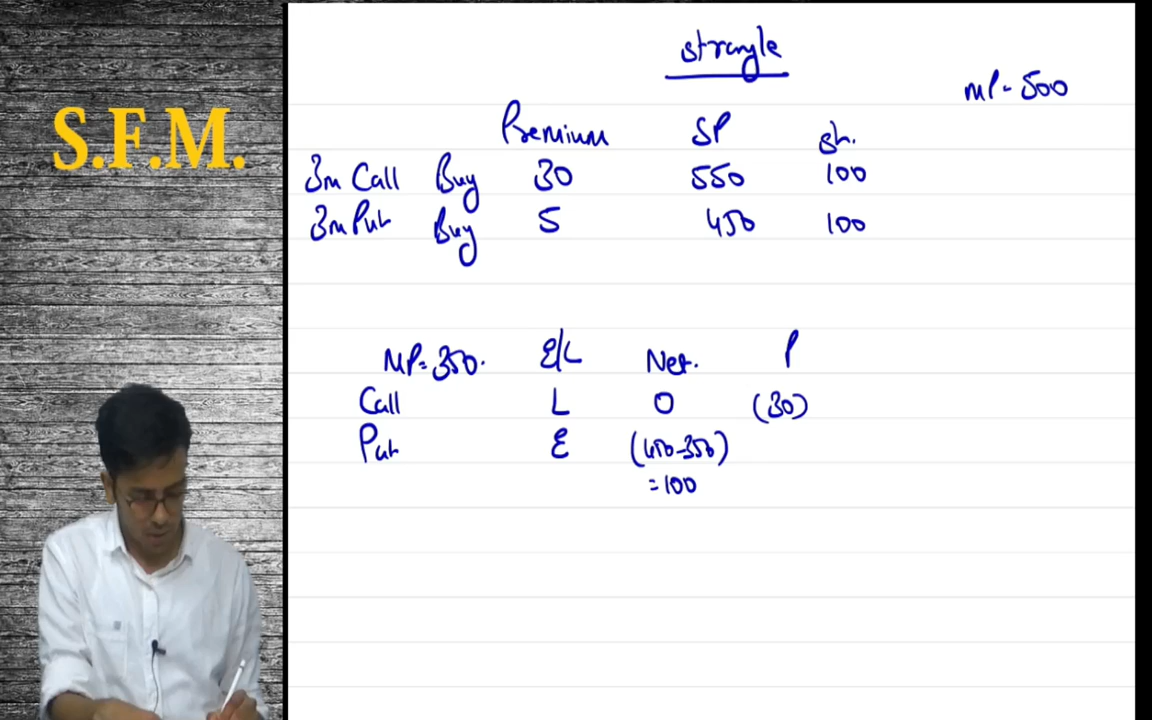 S.F.M.
strangle
MP = 500
Premium SP sh.
3m Call Buy 30 550 100
3m Put Buy 5 450 100
MP = 350. E/L Net. P
Call L 0 (30)
Put E (450-350)
= 100